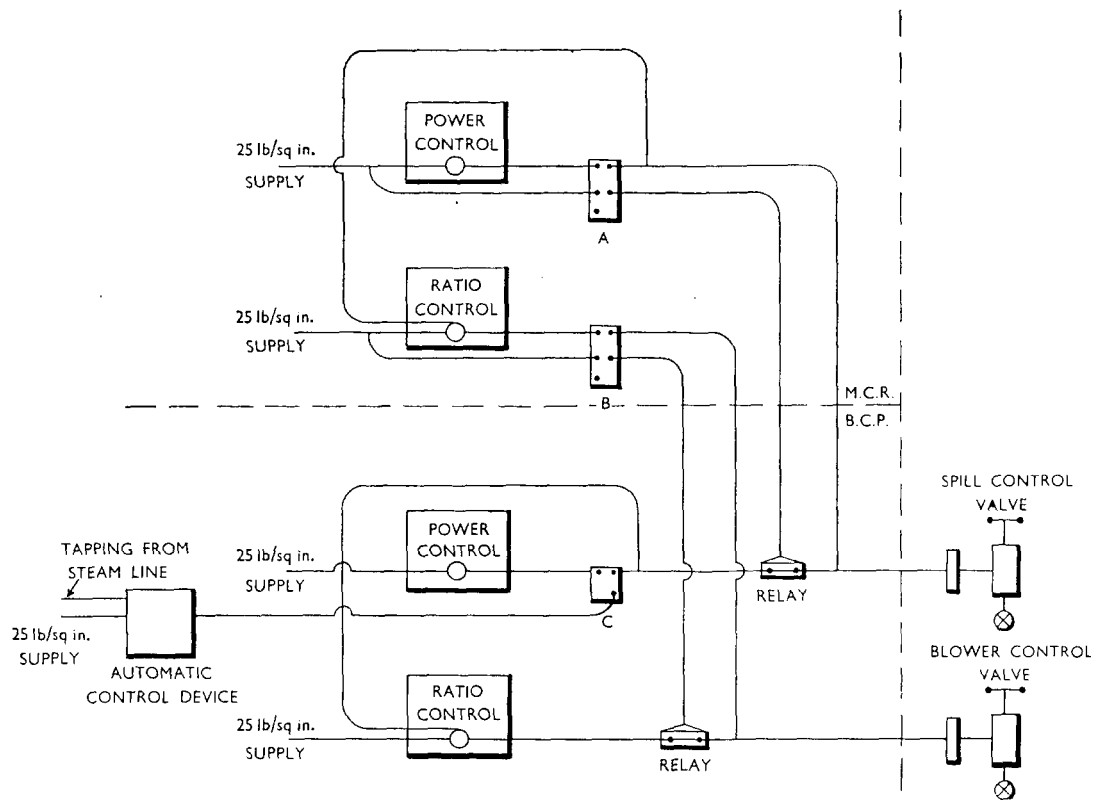 POWER
CONTROL
25 lb/sq in.
SUPPLY
A
RATIO
CONTROL
25 lb/sq in.
SUPPLY
B
M.C.R.
B.C.P.
SPILL CONTROL
VALVE
POWER
CONTROL
25 lb/sq in.
SUPPLY
TAPPING FROM
STEAM LINE
RELAY
C
25 lb/sq in.
SUPPLY
AUTOMATIC
CONTROL DEVICE
BLOWER CONTROL
VALVE
RATIO
CONTROL
25 lb/sq in.
SUPPLY
RELAY